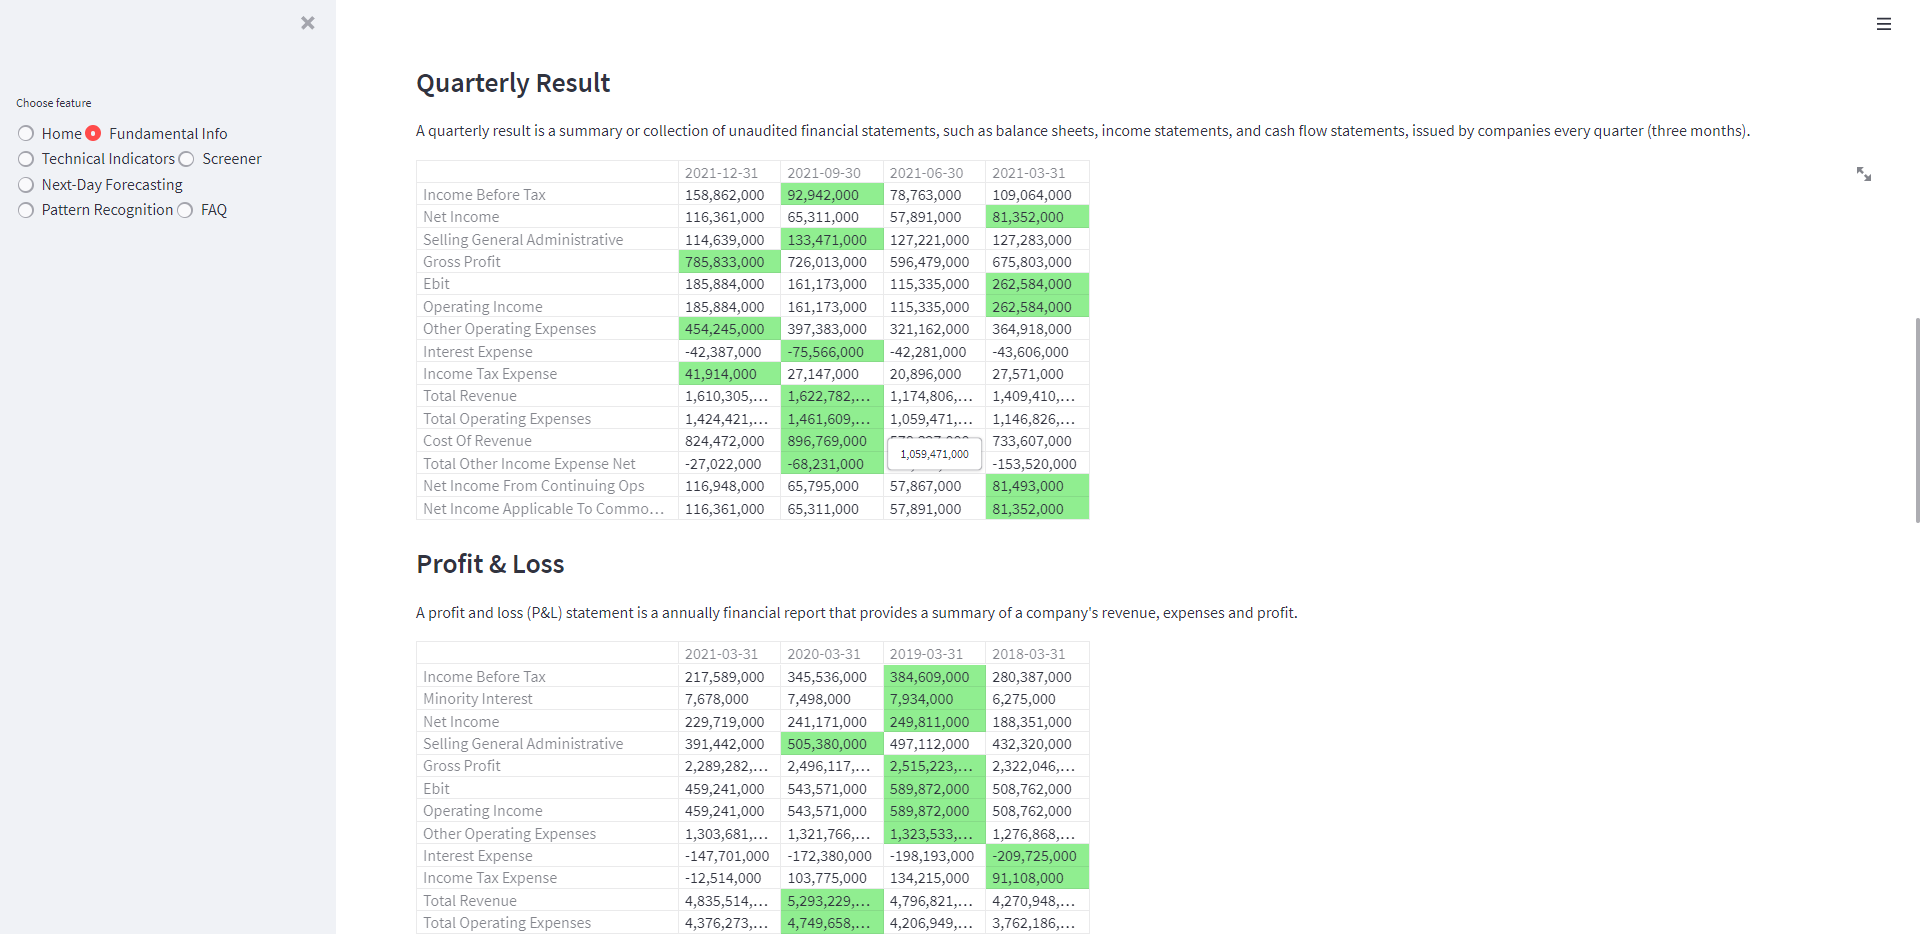 Choose feature
Home Fundamental Info
Technical Indicators Screener
Next-Day Forecasting
Pattern Recognition FAQ
Quarterly Result
A quarterly result is a summary or collection of unaudited financial statements, such as balance sheets, income statements, and cash flow statements, issued by companies every quarter (three months).
2021-12-31 2021-09-30 2021-06-30 2021-03-31
Income Before Tax 158,862,000 92,942,000 78,763,000 109,064,000
Net Income 116,361,000 65,311,000 57,891,000 81,352,000
Selling General Administrative 114,639,000 133,471,000 127,221,000 127,283,000
Gross Profit 785,833,000 726,013,000 596,479,000 675,803,000
Ebit 185,884,000 161,173,000 115,335,000 262,584,000
Operating Income 185,884,000 161,173,000 115,335,000 262,584,000
Other Operating Expenses 454,245,000 397,383,000 321,162,000 364,918,000
Interest Expense -42,387,000 -75,566,000 -42,281,000 -43,606,000
Income Tax Expense 41,914,000 27,147,000 20,896,000 27,571,000
Total Revenue 1,610,305,... 1,622,782,... 1,174,806,... 1,409,410,...
Total Operating Expenses 1,424,421,... 1,461,609,... 1,059,471,... 1,146,826,...
Cost Of Revenue 824,472,000 896,769,000 733,607,000
1,059,471,000
Total Other Income Expense Net -27,022,000 -68,231,000 -153,520,000
Net Income From Continuing Ops 116,948,000 65,795,000 57,867,000 81,493,000
Net Income Applicable To Commo... 116,361,000 65,311,000 57,891,000 81,352,000
Profit & Loss
A profit and loss (P&L) statement is a annually financial report that provides a summary of a company's revenue, expenses and profit.
2021-03-31 2020-03-31 2019-03-31 2018-03-31
Income Before Tax 217,589,000 345,536,000 384,609,000 280,387,000
Minority Interest 7,678,000 7,498,000 7,934,000 6,275,000
Net Income 229,719,000 241,171,000 249,811,000 188,351,000
Selling General Administrative 391,442,000 505,380,000 497,112,000 432,320,000
Gross Profit 2,289,282,... 2,496,117,... 2,515,223,... 2,322,046,...
Ebit 459,241,000 543,571,000 589,872,000 508,762,000
Operating Income 459,241,000 543,571,000 589,872,000 508,762,000
Other Operating Expenses 1,303,681,... 1,321,766,... 1,323,533,... 1,276,868,...
Interest Expense -147,701,000 -172,380,000 -198,193,000 -209,725,000
Income Tax Expense -12,514,000 103,775,000 134,215,000 91,108,000
Total Revenue 4,835,514,... 5,293,229,... 4,796,821,... 4,270,948,...
Total Operating Expenses 4,376,273,... 4,749,658,... 4,206,949,... 3,762,186,...